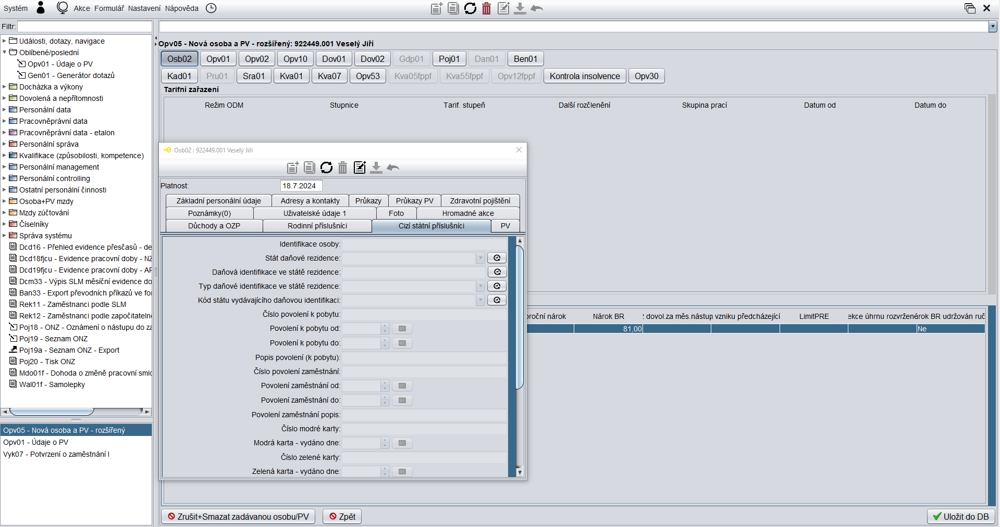 Systém Akce Formulář Nastavení Nápověda
Filtr:
Události, dotazy, navigace
Oblíbené/poslední
Opv01 - Údaje o PV
Gen01 - Generátor dotazů
Docházka a výkony
Dovolená a nepřítomnosti
Personální data
Pracovněprávní data
Pracovněprávní data - etalon
Personální správa
Kvalifikace (způsobilosti, kompetence)
Personální management
Personální controlling
Ostatní personální činnosti
Osoba+PV mzdy
Mzdy zúčtování
Číselníky
Správa systému
Dcd16 - Přehled evidence přesčasů - de
Dcd18fjcu - Evidence pracovní doby - NZ
Dcd19fjcu - Evidence pracovní doby - AF
Dcm33 - Výpis SLM měsíční evidence do
Ban33 - Export převodních příkazů ve for
Rek11 - Zaměstnanci podle SLM
Rek12 - Zaměstnanci podle započitateln
Poj18 - ONZ - Oznámení o nástupu do za
Poj19 - Seznam ONZ
Poj19a - Seznam ONZ - Export
Poj20 - Tisk ONZ
Mdo01f - Dohoda o změně pracovní smlo
Wal01f - Samolepky
Opv05 - Nová osoba a PV - rozšířený
Opv01 - Údaje o PV
Vyk07 - Potvrzení o zaměstnání I
Opv05 - Nová osoba a PV - rozšířený: 922449.001 Veselý Jiří
Osb02 Opv01 Opv02 Opv10 Dov01 Dov02 Gdp01 Poj01 Dan01 Ben01
Kad01 Pru01 Sra01 Kva01 Kva07 Opv53 Kva05fppf Kva55fppf Opv12fppf Kontrola insolvence Opv30
Tarifní zařazení
Režim ODM Stupnice Tarif. stupeň Další rozčlenění Skupina prací Datum od Datum do
Osb02 : 922449.001 Veselý Jiří
Platnost: 18.7.2024
Základní personální údaje Adresy a kontakty Průkazy Průkazy PV Zdravotní pojištění
Poznámky(0) Uživatelské údaje 1 Foto Hromadné akce
Důchody a OZP Rodinní příslušníci Cizí státní příslušníci PV
Identifikace osoby:
Stát daňové rezidence:
Daňová identifikace ve státě rezidence:
Typ daňové identifikace ve státě rezidence:
Kód státu vydávajícího daňovou identifikaci:
Číslo povolení k pobytu:
Povolení k pobytu od:
Povolení k pobytu do:
Popis povolení (k pobytu):
Číslo povolení zaměstnání:
Povolení zaměstnání od:
Povolení zaměstnání do:
Povolení zaměstnání popis:
Číslo modré karty:
Modrá karta - vydáno dne:
Číslo zelené karty:
Zelená karta - vydáno dne:
oroční nárok Nárok BR dovol.za měs.nástup vzniku předcházející LimitPRE ekce úhrnu rozvržené rok BR udržován ruč
81,00 Ne
Zrušit+Smazat zadávanou osobu/PV Zpět Uložit do DB